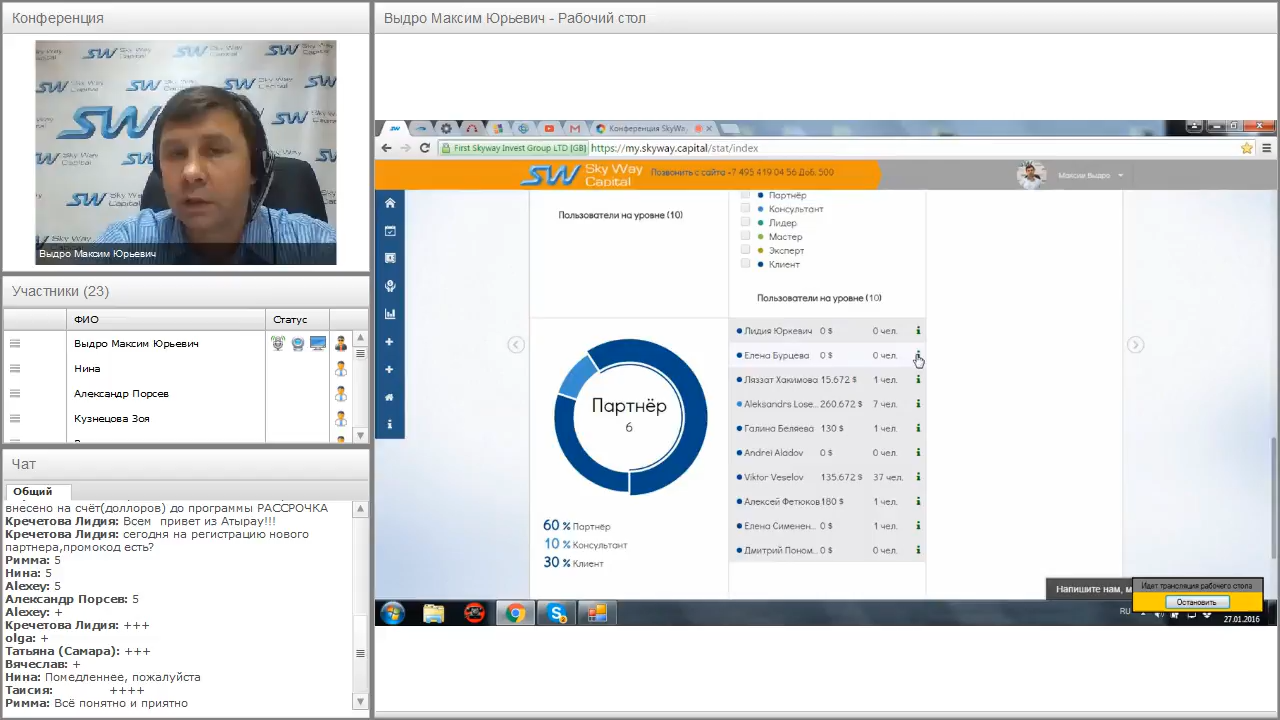 Конференция
Sky Way Capital
Выдро Максим Юрьевич
Участники (23)
ФИО
Статус
Выдро Максим Юрьевич
Нина
Александр Порсев
Кузнецова Зоя
Чат
Общий
внесено на счёт(долларов) до программы РАССРОЧКА
Кречетова Лидия: Всем привет из Атырау!!!
Кречетова Лидия: сегодня на регистрацию нового
партнера,промокод есть?
Римма: 5
Нина: 5
Alexey: 5
Александр Порсев: 5
Alexey: +
Кречетова Лидия: +++
olga: +
Татьяна (Самара): +++
Вячеслав: +
Нина: Помедленнее, пожалуйста
Таисия: ++++
Римма: Всё понятно и приятно
Выдро Максим Юрьевич - Рабочий стол
Конференция SkyWa
First Skyway Invest Group LTD [GB] https://my.skyway.capital/stat/index
SW Sky Way Capital
Позвонить с сайта +7 495 419 04 56 Доб. 500
Максим Выдро
Пользователи на уровне (10)
Партнёр
Консультант
Лидер
Мастер
Эксперт
Клиент
Пользователи на уровне (10)
Партнёр
6
60 % Партнёр
10 % Консультант
30 % Клиент
Лидия Юркевич 0 $ 0 чел.
Елена Бурцева 0 $ 0 чел.
Ляззат Хакимова 15.672 $ 1 чел.
Aleksandrs Lose... 260.672 $ 7 чел.
Галина Беляева 130 $ 1 чел.
Andrei Aladov 0 $ 0 чел.
Viktor Veselov 135.672 $ 37 чел.
Алексей Фетюков 180 $ 1 чел.
Елена Сименен... 0 $ 1 чел.
Дмитрий Поном... 0 $ 0 чел.
Напишите нам, м
Идет трансляция рабочего стола
Остановить
RU
27.01.2016